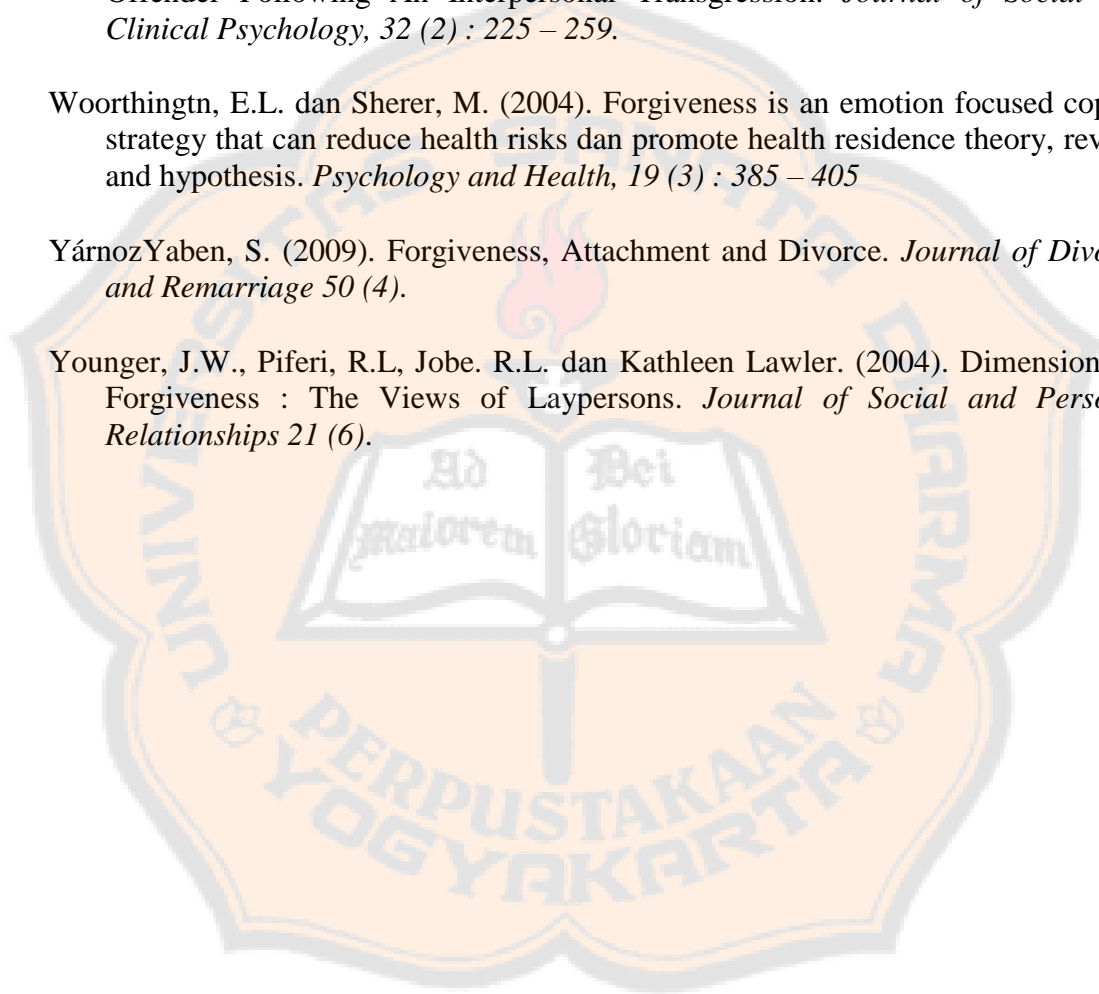 Offender Following An Interpersonal Transgression. Journal of Social
Clinical Psychology, 32 (2) : 225 – 259.
Woorthingtn, E.L. dan Sherer, M. (2004). Forgiveness is an emotion focused cop
strategy that can reduce health risks dan promote health residence theory, rev
and hypothesis. Psychology and Health, 19 (3) : 385 – 405
YárnozYaben, S. (2009). Forgiveness, Attachment and Divorce. Journal of Divo
and Remarriage 50 (4).
Younger, J.W., Piferi, R.L, Jobe. R.L. dan Kathleen Lawler. (2004). Dimension
Forgiveness : The Views of Laypersons. Journal of Social and Perso
Relationships 21 (6).
UNIVERSITAS SANATA DHARMA
Ad Dei
maiorem Gloriam
PERPUSTAKAAN
YOGYAKARTA